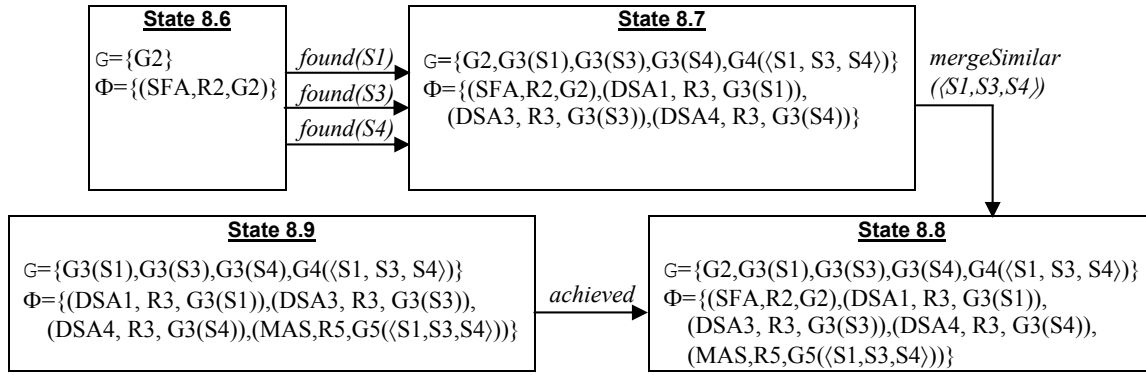 State 8.6
G={G2}
Φ={(SFA,R2,G2)}
found(S1)
found(S3)
found(S4)
State 8.7
G={G2,G3(S1),G3(S3),G3(S4),G4(⟨S1, S3, S4⟩)}
Φ={(SFA,R2,G2),(DSA1, R3, G3(S1)),
(DSA3, R3, G3(S3)),(DSA4, R3, G3(S4))}
mergeSimilar
(⟨S1,S3,S4⟩)
State 8.9
G={G3(S1),G3(S3),G3(S4),G4(⟨S1, S3, S4⟩)}
Φ={(DSA1, R3, G3(S1)),(DSA3, R3, G3(S3)),
(DSA4, R3, G3(S4)),(MAS,R5,G5(⟨S1,S3,S4⟩))}
achieved
State 8.8
G={G2,G3(S1),G3(S3),G3(S4),G4(⟨S1, S3, S4⟩)}
Φ={(SFA,R2,G2),(DSA1, R3, G3(S1)),
(DSA3, R3, G3(S3)),(DSA4, R3, G3(S4)),
(MAS,R5,G5(⟨S1,S3,S4⟩))}